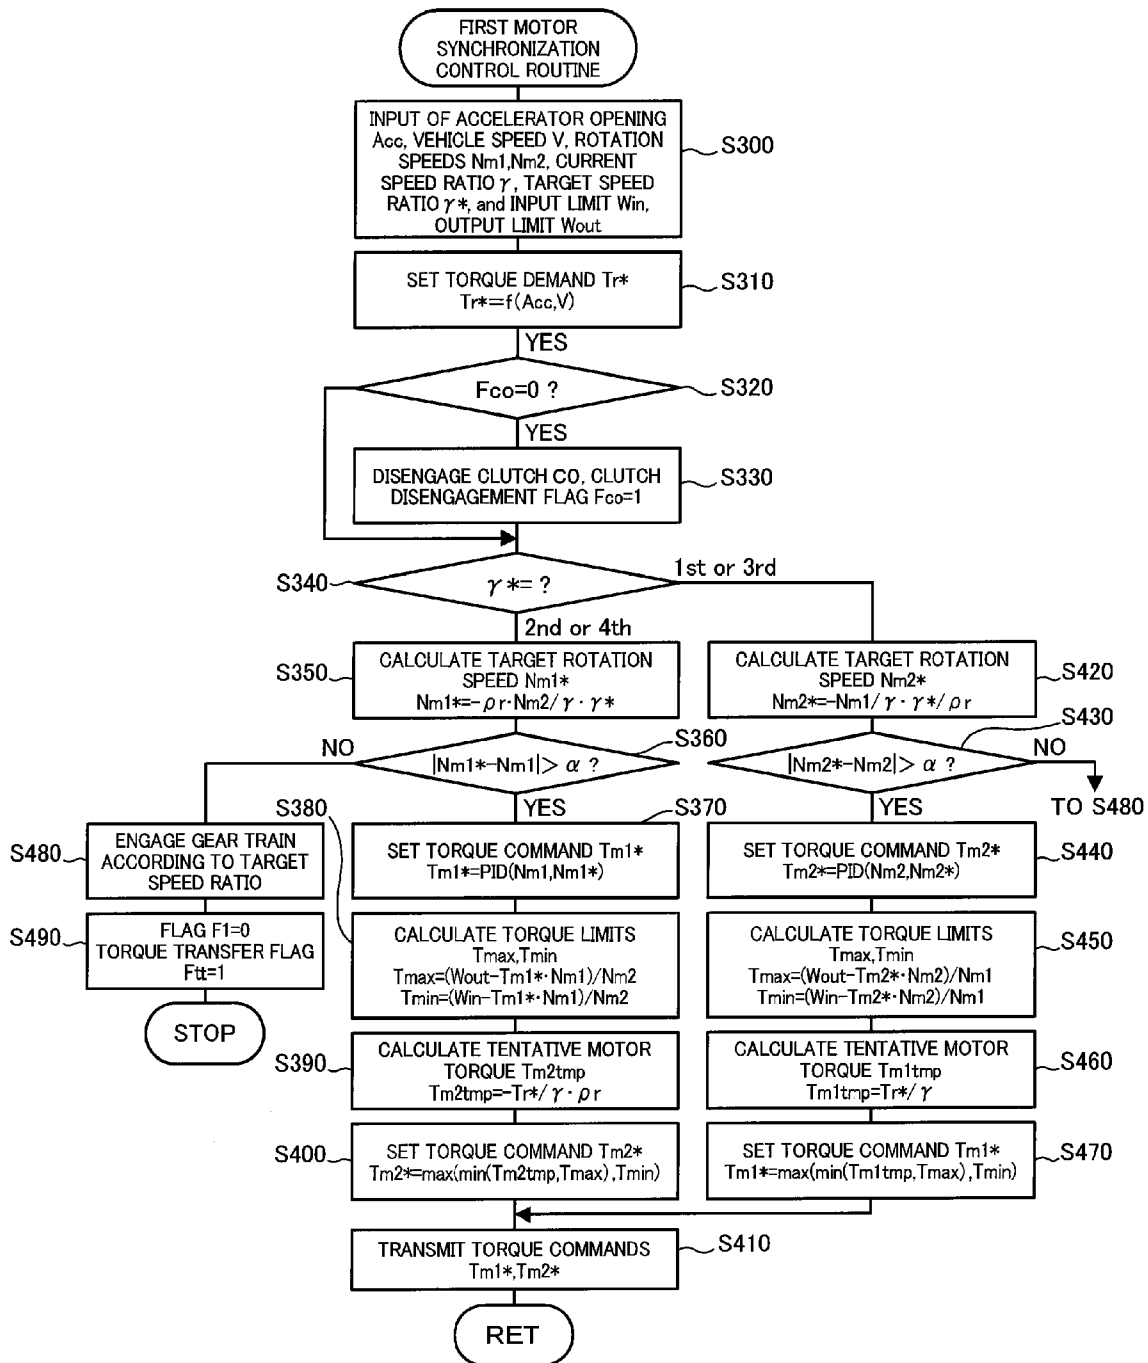 FIRST MOTOR
SYNCHRONIZATION
CONTROL ROUTINE
INPUT OF ACCELERATOR OPENING
Acc, VEHICLE SPEED V, ROTATION
SPEEDS Nm1,Nm2, CURRENT
SPEED RATIO γ, TARGET SPEED
RATIO γ*, and INPUT LIMIT Win,
OUTPUT LIMIT Wout
S300
SET TORQUE DEMAND Tr*
Tr*=f(Acc,V)
S310
YES
Fco=0 ?
S320
YES
DISENGAGE CLUTCH C0, CLUTCH
DISENGAGEMENT FLAG Fco=1
S330
S340
γ*= ?
1st or 3rd
2nd or 4th
S350
CALCULATE TARGET ROTATION
SPEED Nm1*
Nm1*=-ρr·Nm2/γ·γ*
CALCULATE TARGET ROTATION
SPEED Nm2*
Nm2*=-Nm1/γ·γ*/ρr
S420
NO
|Nm1*-Nm1|> α ?
S360
S430
|Nm2*-Nm2|> α ?
NO
TO S480
S380
YES
S370
YES
S480
ENGAGE GEAR TRAIN
ACCORDING TO TARGET
SPEED RATIO
SET TORQUE COMMAND Tm1*
Tm1*=PID(Nm1,Nm1*)
SET TORQUE COMMAND Tm2*
Tm2*=PID(Nm2,Nm2*)
S440
S490
FLAG F1=0
TORQUE TRANSFER FLAG
Ftt=1
STOP
CALCULATE TORQUE LIMITS
Tmax,Tmin
Tmax=(Wout-Tm1*·Nm1)/Nm2
Tmin=(Win-Tm1*·Nm1)/Nm2
CALCULATE TORQUE LIMITS
Tmax,Tmin
Tmax=(Wout-Tm2*·Nm2)/Nm1
Tmin=(Win-Tm2*·Nm2)/Nm1
S450
S390
CALCULATE TENTATIVE MOTOR
TORQUE Tm2tmp
Tm2tmp=-Tr*/γ·ρr
CALCULATE TENTATIVE MOTOR
TORQUE Tm1tmp
Tm1tmp=Tr*/γ
S460
S400
SET TORQUE COMMAND Tm2*
Tm2*=max(min(Tm2tmp,Tmax),Tmin)
SET TORQUE COMMAND Tm1*
Tm1*=max(min(Tm1tmp,Tmax),Tmin)
S470
TRANSMIT TORQUE COMMANDS
Tm1*,Tm2*
S410
RET